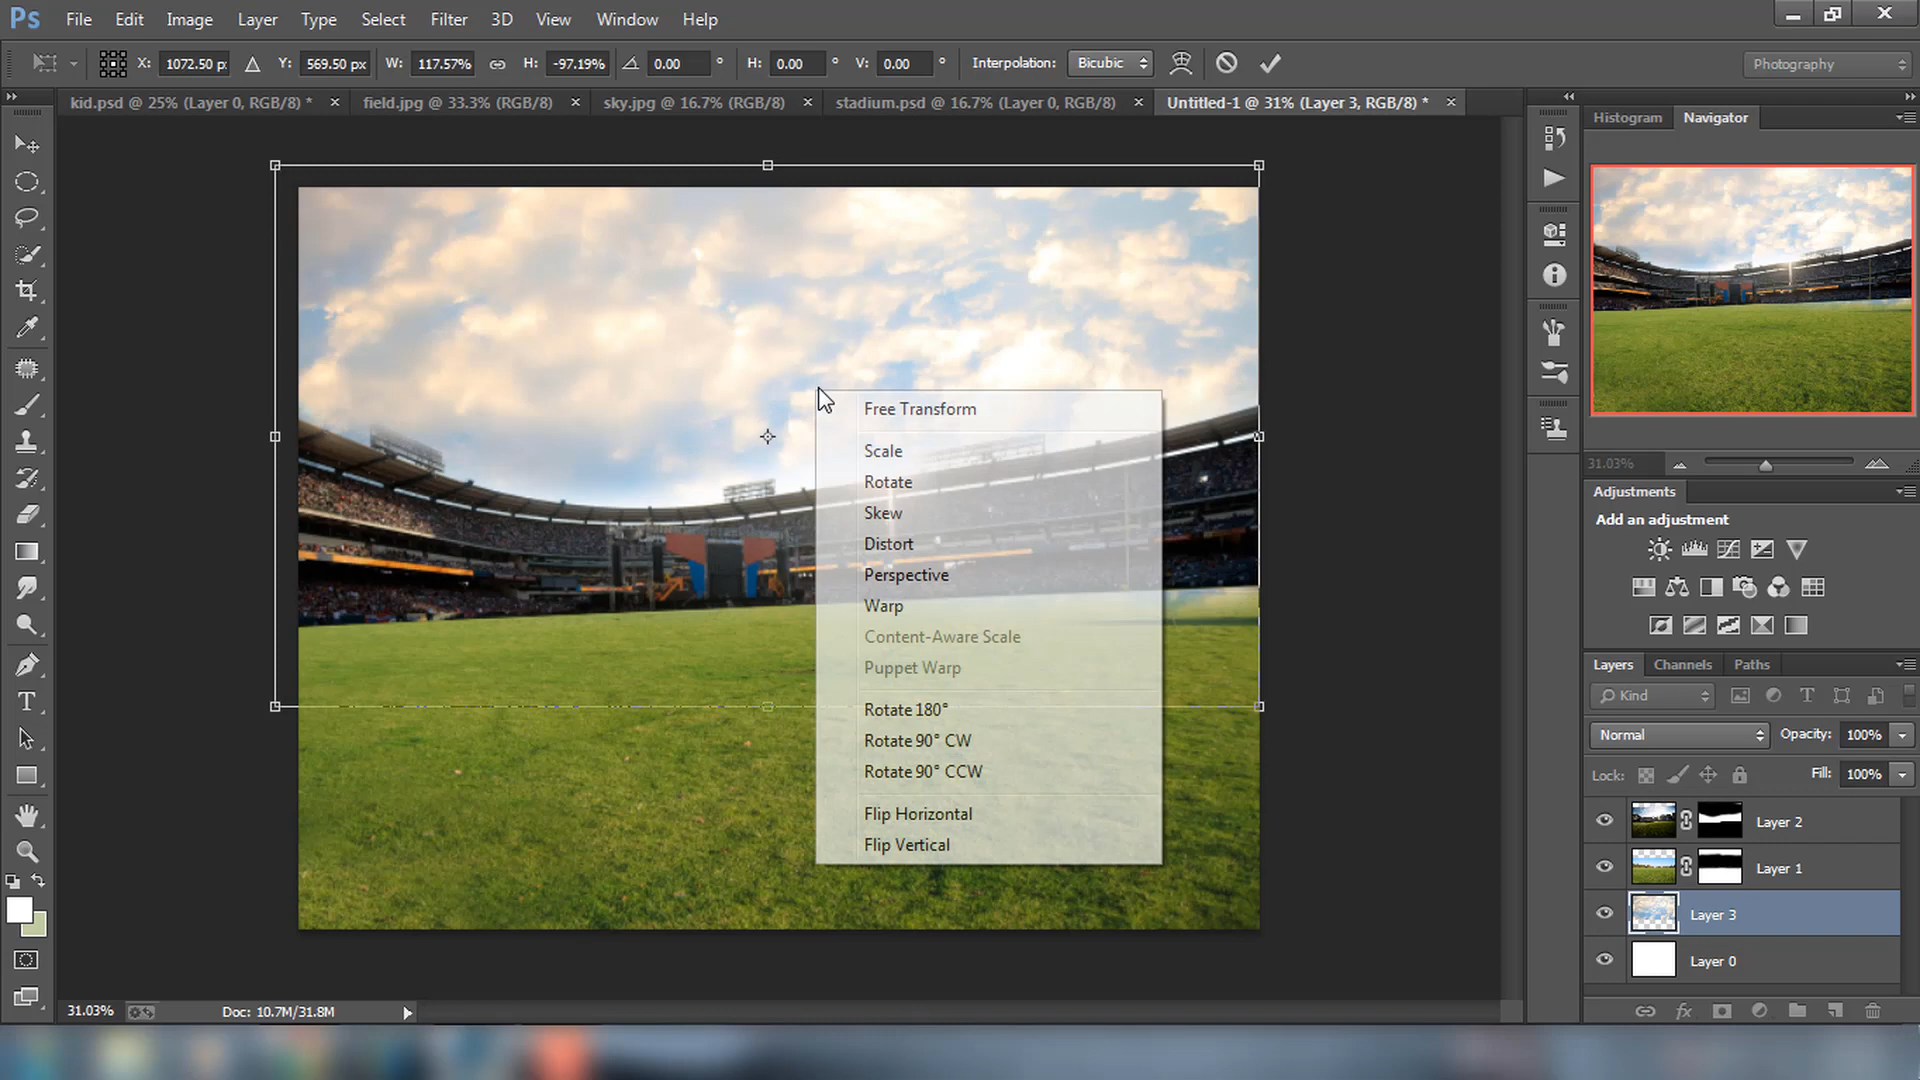 Ps File Edit Image Layer Type Select Filter 3D View Window Help
X: 1072.50 p Y: 569.50 px W: 117.57% H: -97.19% 0.00 ° H: 0.00 ° V: 0.00 ° Interpolation: Bicubic Photography
kid.psd @ 25% (Layer 0, RGB/8) * × field.jpg @ 33.3% (RGB/8) × sky.jpg @ 16.7% (RGB/8) × stadium.psd @ 16.7% (Layer 0, RGB/8) × Untitled-1 @ 31% (Layer 3, RGB/8) * ×
Histogram Navigator
Free Transform
Scale
Rotate
Skew
Distort
Perspective
Warp
Content-Aware Scale
Puppet Warp
Rotate 180°
Rotate 90° CW
Rotate 90° CCW
Flip Horizontal
Flip Vertical
31.03%
Adjustments
Add an adjustment
Layers Channels Paths
Kind
Normal Opacity: 100%
Lock: Fill: 100%
Layer 2
Layer 1
Layer 3
Layer 0
31.03% Doc: 10.7M/31.8M